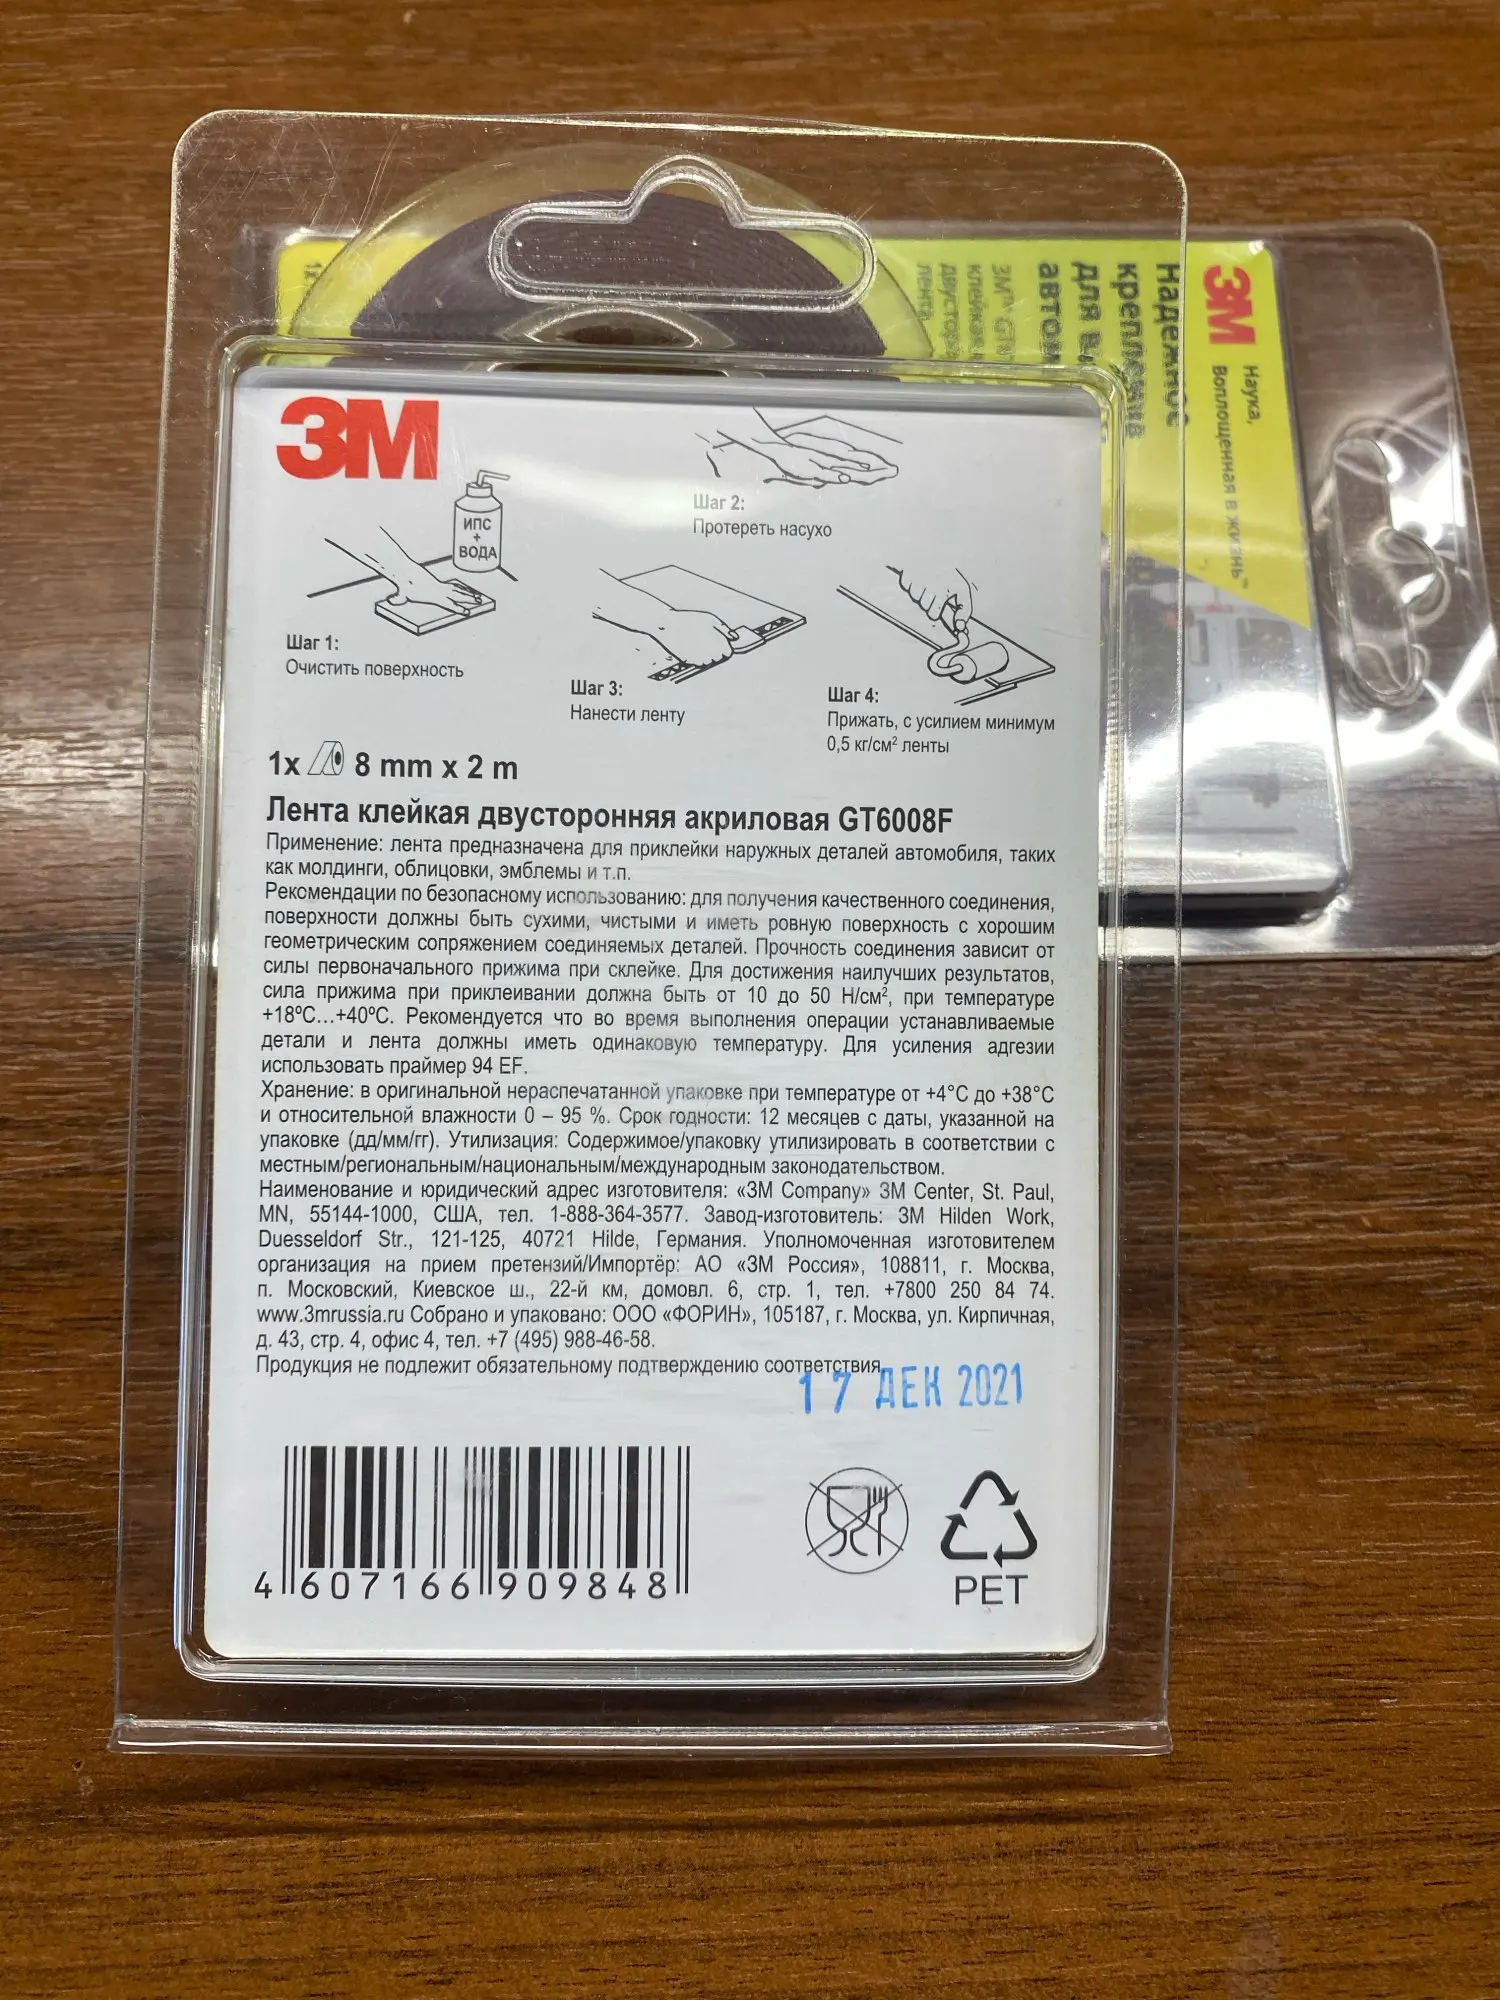 3M
ИПС
+
ВОДА
Шаг 1:
Очистить поверхность
Шаг 2:
Протереть насухо
Шаг 3:
Нанести ленту
Шаг 4:
Прижать, с усилием минимум
0,5 кг/см² ленты
1x 8 mm x 2 m
Лента клейкая двусторонняя акриловая GT6008F
Применение: лента предназначена для приклейки наружных деталей автомобиля, таких
как молдинги, облицовки, эмблемы и т.п.
Рекомендации по безопасному использованию: для получения качественного соединения,
поверхности должны быть сухими, чистыми и иметь ровную поверхность с хорошим
геометрическим сопряжением соединяемых деталей. Прочность соединения зависит от
силы первоначального прижима при склейке. Для достижения наилучших результатов,
сила прижима при приклеивании должна быть от 10 до 50 Н/см², при температуре
+18ºС...+40ºС. Рекомендуется что во время выполнения операции устанавливаемые
детали и лента должны иметь одинаковую температуру. Для усиления адгезии
использовать праймер 94 EF.
Хранение: в оригинальной нераспечатанной упаковке при температуре от +4°С до +38°С
и относительной влажности 0 – 95 %. Срок годности: 12 месяцев с даты, указанной на
упаковке (дд/мм/гг). Утилизация: Содержимое/упаковку утилизировать в соответствии с
местным/региональным/национальным/международным законодательством.
Наименование и юридический адрес изготовителя: «3M Company» 3M Center, St. Paul,
MN, 55144-1000, США, тел. 1-888-364-3577. Завод-изготовитель: 3M Hilden Work,
Duesseldorf Str., 121-125, 40721 Hilde, Германия. Уполномоченная изготовителем
организация на прием претензий/Импортёр: АО «3М Россия», 108811, г. Москва,
п. Московский, Киевское ш., 22-й км, домовл. 6, стр. 1, тел. +7800 250 84 74.
www.3mrussia.ru Собрано и упаковано: ООО «ФОРИН», 105187, г. Москва, ул. Кирпичная,
д. 43, стр. 4, офис 4, тел. +7 (495) 988-46-58.
Продукция не подлежит обязательному подтверждению соответствия.
17 ДЕК 2021
4 607166 909848
PET
3M
Наука,
Воплощенная в жизнь™
надежное
крепления
для